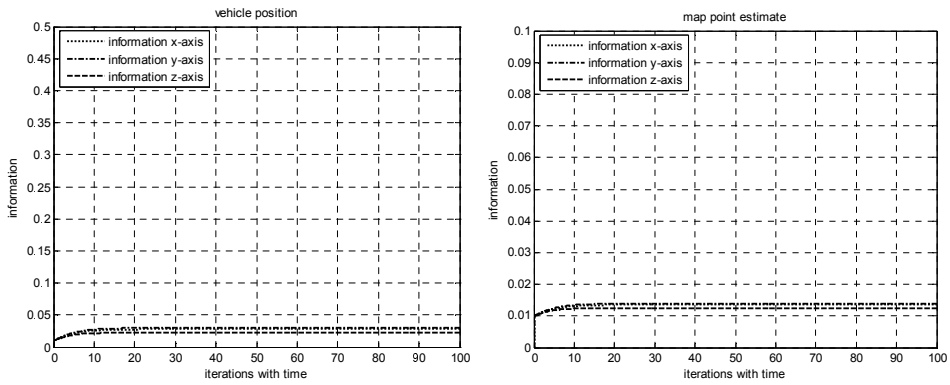 vehicle position
0.5
0.45
0.4
0.35
0.3
0.25
0.2
0.15
0.1
0.05
0
information
information x-axis
information y-axis
information z-axis
0 10 20 30 40 50 60 70 80 90 100
iterations with time
map point estimate
0.1
0.09
0.08
0.07
0.06
0.05
0.04
0.03
0.02
0.01
0
information
information x-axis
information y-axis
information z-axis
0 10 20 30 40 50 60 70 80 90 100
iterations with time